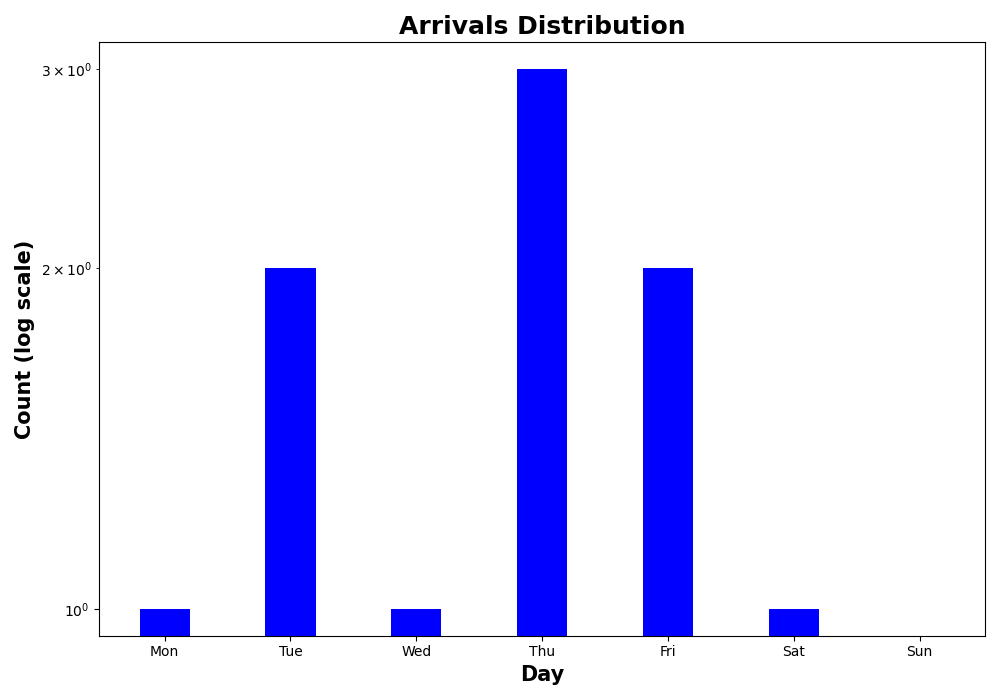 Arrivals Distribution
3 × 10⁰
2 × 10⁰
10⁰
Count (log scale)
Mon Tue Wed Thu Fri Sat Sun
Day